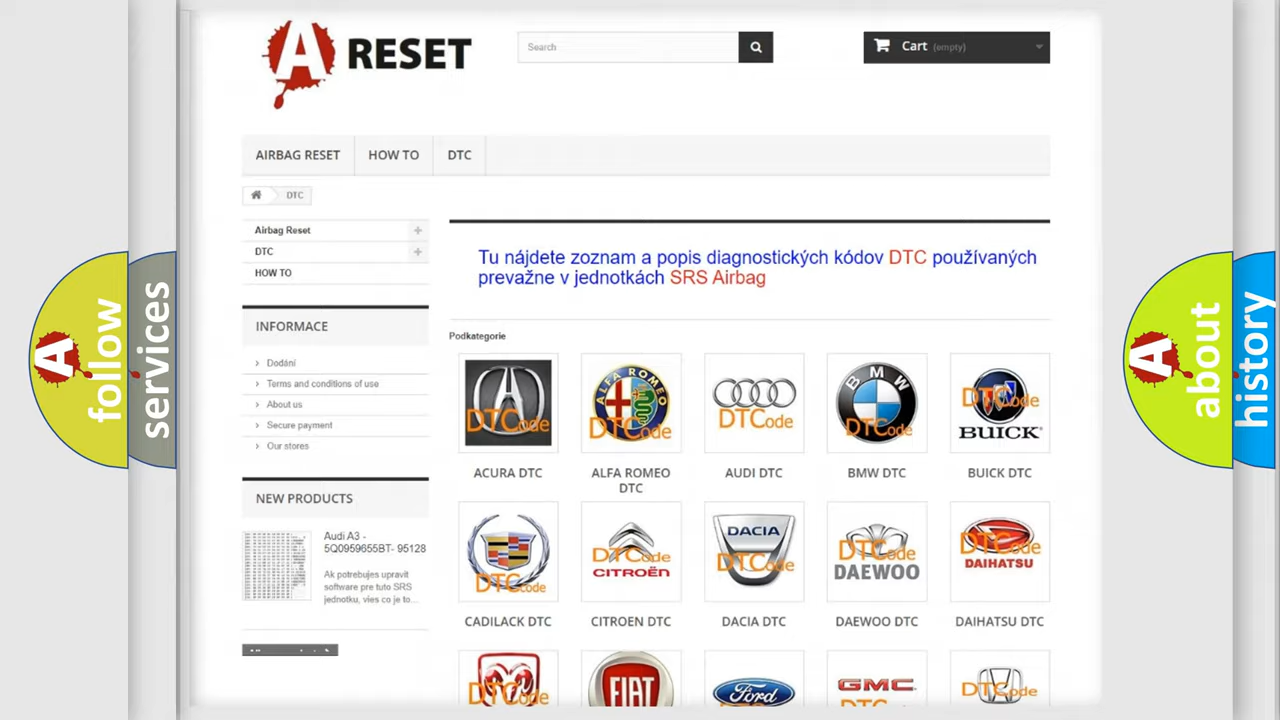 A RESET
Search
Cart (empty)
AIRBAG RESET
HOW TO
DTC
DTC
Airbag Reset
DTC
HOW TO
INFORMACE
Dodání
Terms and conditions of use
About us
Secure payment
Our stores
NEW PRODUCTS
Audi A3 -
5Q0959655BT- 95128
Ak potrebujes upravit
software pre tuto SRS
jednotku, vies co je to...
Tu nájdete zoznam a popis diagnostických kódov DTC používaných
prevažne v jednotkách SRS Airbag
Podkategorie
DTCode
ALFA ROMEO
DTCode
DTCode
BMW
DTCode
DTCode
BUICK
ACURA DTC
ALFA ROMEO
DTC
AUDI DTC
BMW DTC
BUICK DTC
DTCode
DTCode
CITROËN
DACIA
DTCode
DTCode
DAEWOO
DTCode
DAIHATSU
CADILACK DTC
CITROEN DTC
DACIA DTC
DAEWOO DTC
DAIHATSU DTC
DTCode
FIAT
Ford
GMC
DTCode
A follow
services
A about
history